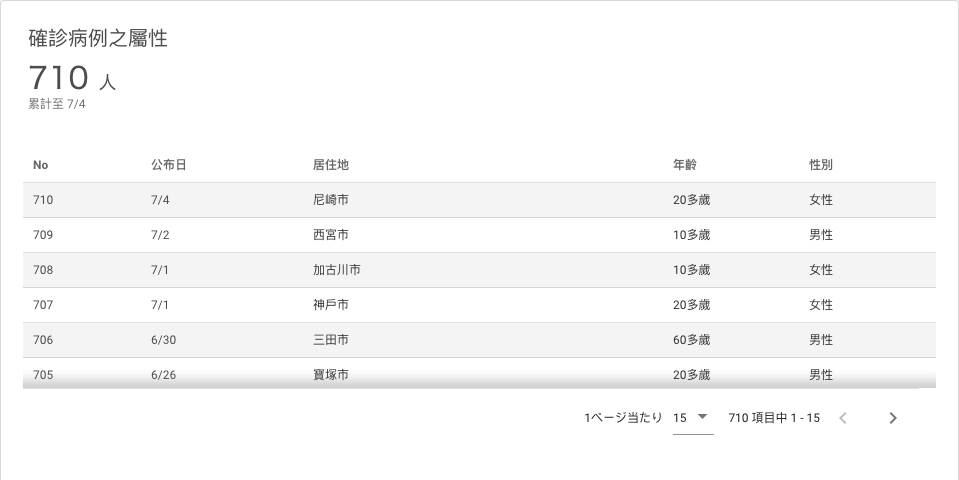 確診病例之屬性
710 人
累計至 7/4
No 公布日 居住地 年齡 性別
710 7/4 尼崎市 20多歲 女性
709 7/2 西宮市 10多歲 男性
708 7/1 加古川市 10多歲 女性
707 7/1 神戶市 20多歲 女性
706 6/30 三田市 60多歲 男性
705 6/26 寶塚市 20多歲 男性
1ページ当たり 15 710 項目中 1 - 15